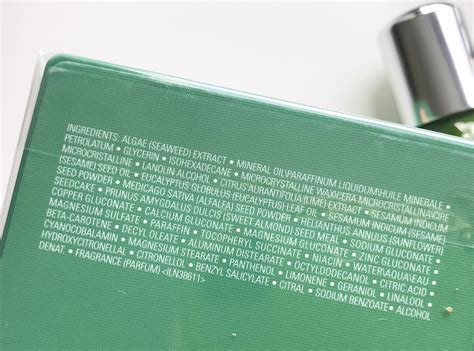 INGREDIENTS: ALGAE (SEAWEED) EXTRACT • MINERAL OIL\PARAFFINUM LIQUIDUM\HUILE MINERALE •
PETROLATUM • GLYCERIN • ISOHEXADECANE • MICROCRYSTALLINE WAX\CERA MICROCRISTALLINA\CIRE
MICROCRYSTALLINE • LANOLIN ALCOHOL • CITRUS AURANTIFOLIA (LIME) EXTRACT • SESAMUM INDICUM
(SESAME) SEED OIL • EUCALYPTUS GLOBULUS (EUCALYPTUS) LEAF OIL • SESAMUM INDICUM (SESAME)
SEED POWDER • MEDICAGO SATIVA (ALFALFA) SEED POWDER • HELIANTHUS ANNUUS (SUNFLOWER)
SEEDCAKE • PRUNUS AMYGDALUS DULCIS (SWEET ALMOND) SEED MEAL • SODIUM GLUCONATE •
COPPER GLUCONATE • CALCIUM GLUCONATE • MAGNESIUM GLUCONATE • ZINC GLUCONATE •
MAGNESIUM SULFATE • PARAFFIN • TOCOPHERYL SUCCINATE • NIACIN • WATER\AQUA\EAU •
BETA-CAROTENE • DECYL OLEATE • ALUMINUM DISTEARATE • OCTYLDODECANOL • CITRIC ACID •
CYANOCOBALAMIN • MAGNESIUM STEARATE • PANTHENOL • LIMONENE • GERANIOL • LINALOOL •
HYDROXYCITRONELLAL • CITRONELLOL • BENZYL SALICYLATE • CITRAL • SODIUM BENZOATE • ALCOHOL
DENAT. • FRAGRANCE (PARFUM) <ILN38611>